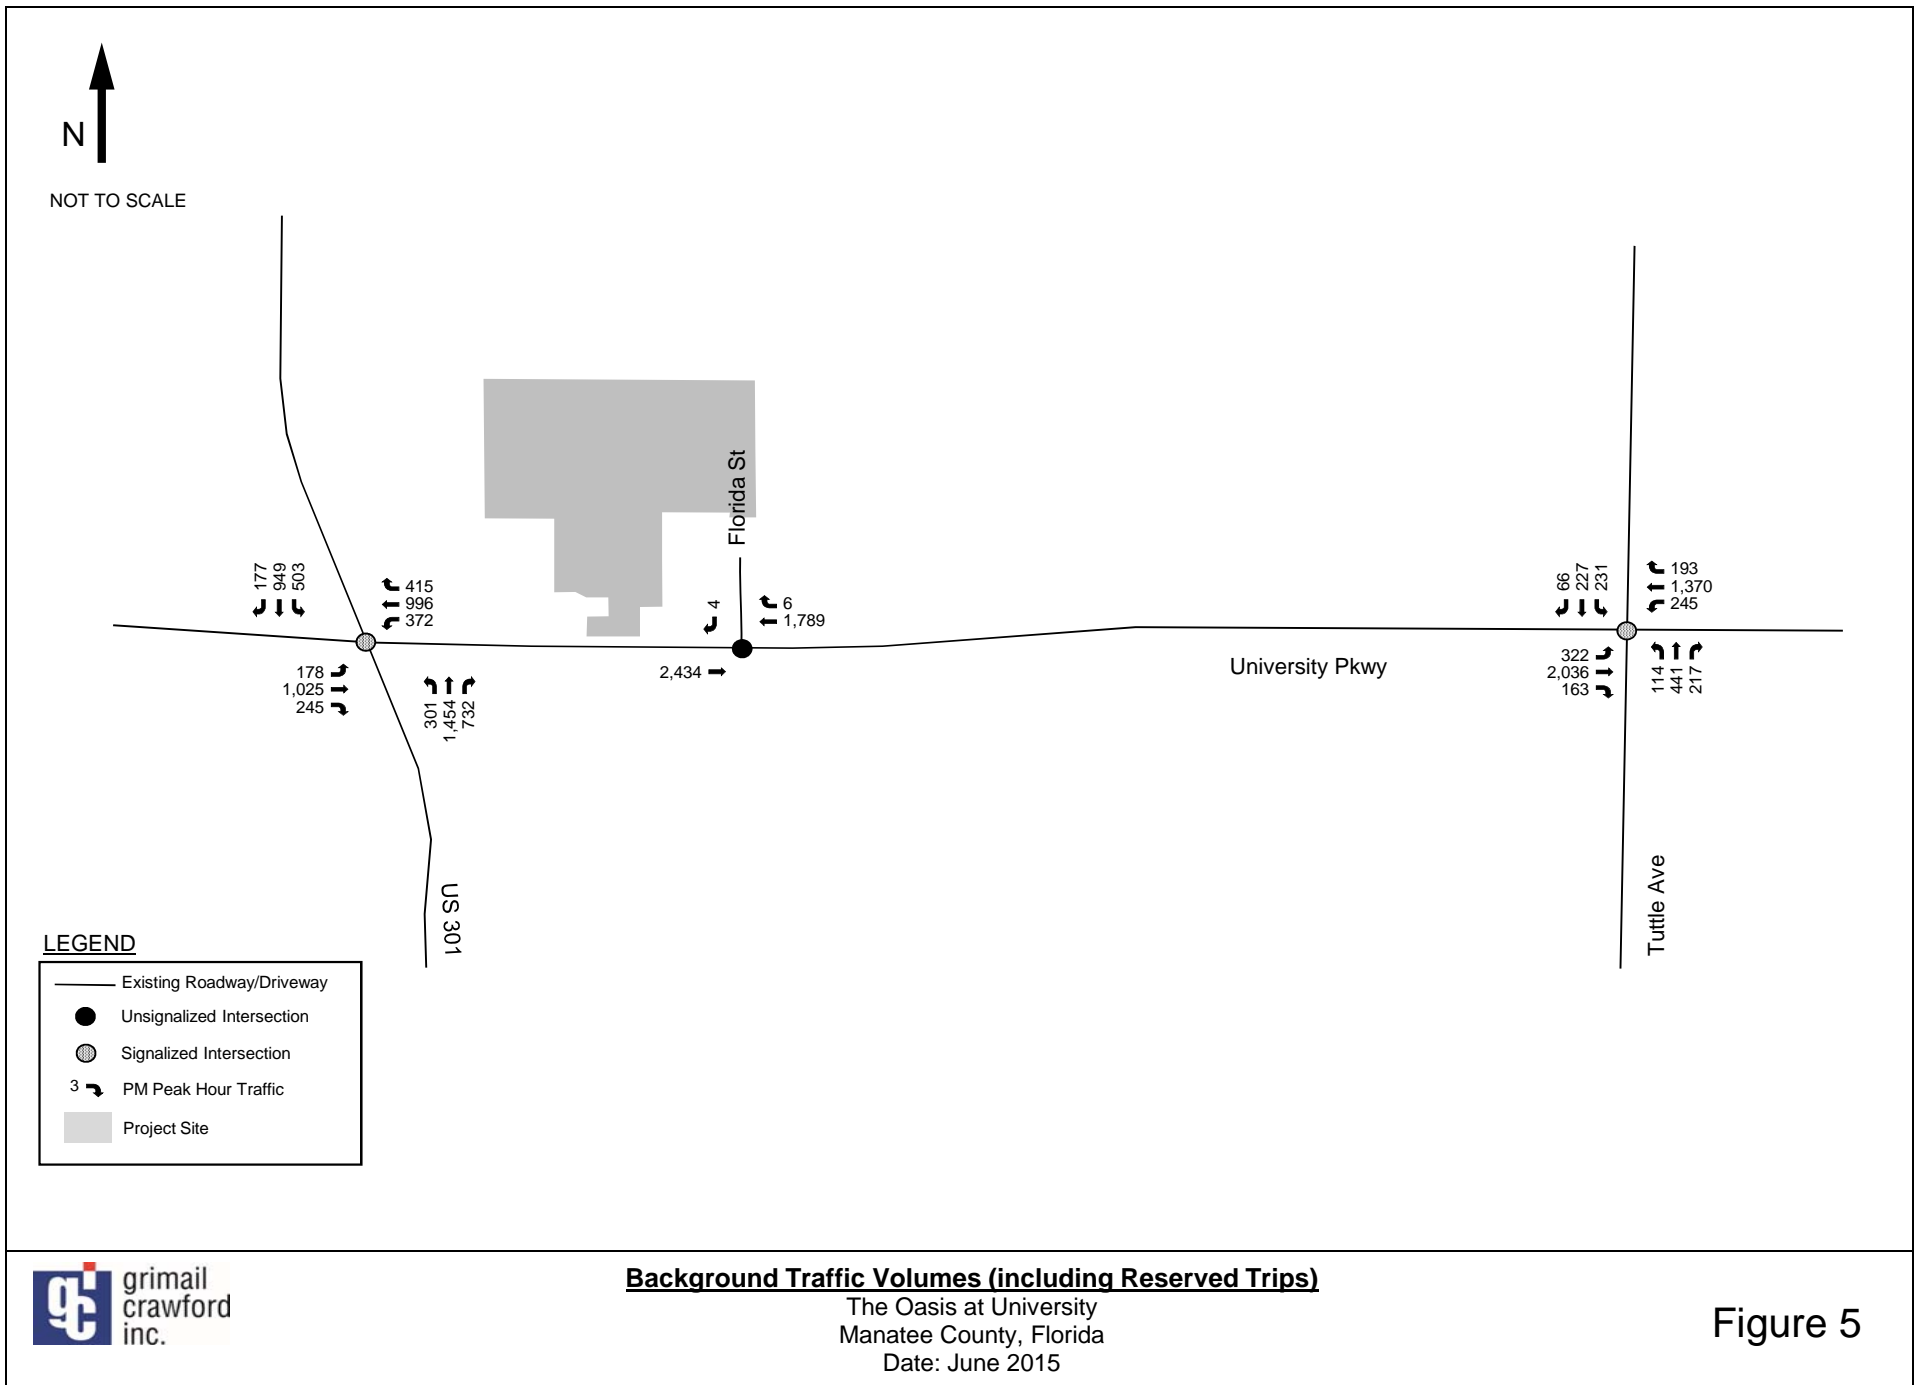 N
NOT TO SCALE
Florida St
177
949
503
415
996
372
178
1,025
245
301
1,454
732
4
6
1,789
2,434
University Pkwy
66
227
231
193
1,370
245
322
2,036
163
114
441
217
US 301
Tuttle Ave
LEGEND
Existing Roadway/Driveway
Unsignalized Intersection
Signalized Intersection
3 PM Peak Hour Traffic
Project Site
gc grimail
crawford
inc.
Background Traffic Volumes (including Reserved Trips)
The Oasis at University
Manatee County, Florida
Date: June 2015
Figure 5